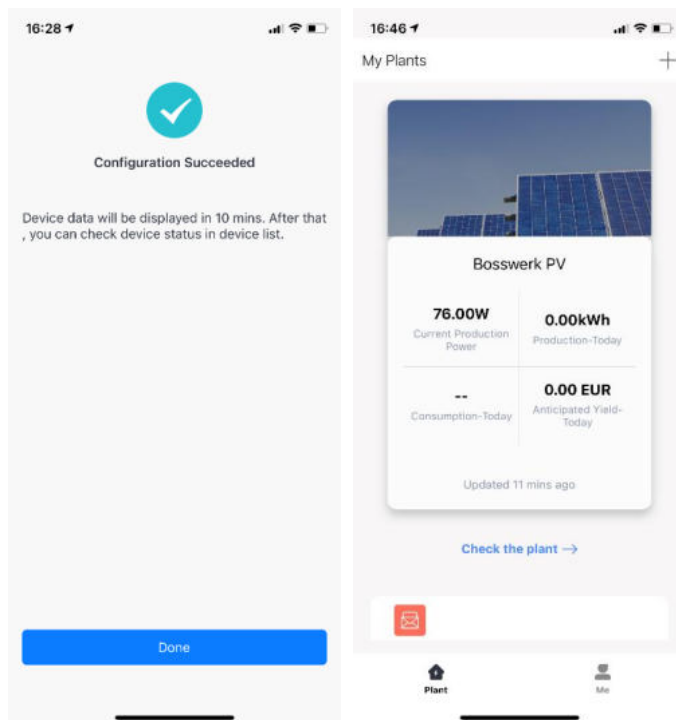 16:28
Configuration Succeeded
Device data will be displayed in 10 mins. After that
, you can check device status in device list.
Done
16:46
My Plants
Bosswerk PV
76.00W
Current Production
Power
0.00kWh
Production-Today
--
Consumption-Today
0.00 EUR
Anticipated Yield-
Today
Updated 11 mins ago
Check the plant →
Plant
Me